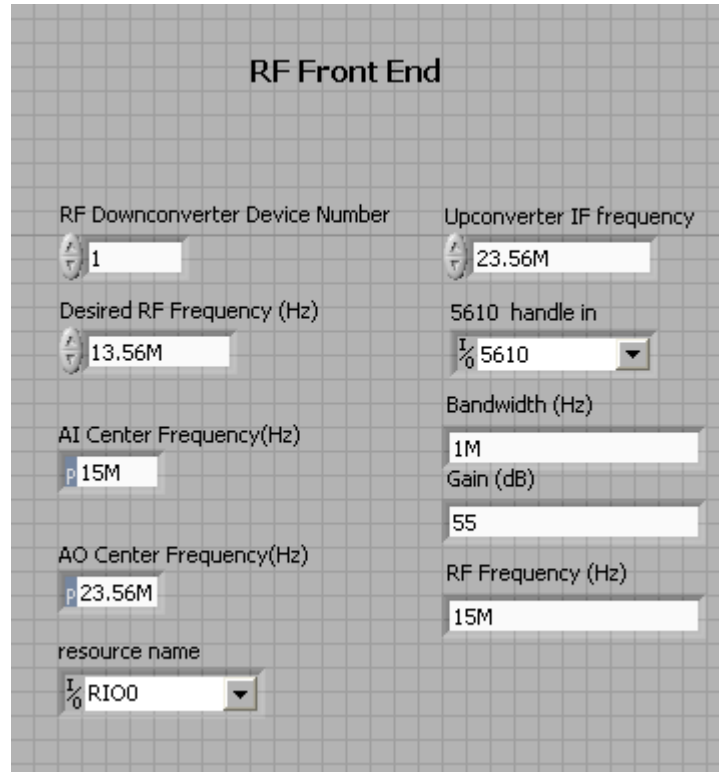 RF Front End
RF Downconverter Device Number
1
Desired RF Frequency (Hz)
13.56M
AI Center Frequency(Hz)
p 15M
AO Center Frequency(Hz)
p 23.56M
resource name
I/O RIO0
Upconverter IF frequency
23.56M
5610 handle in
I/O 5610
Bandwidth (Hz)
1M
Gain (dB)
55
RF Frequency (Hz)
15M